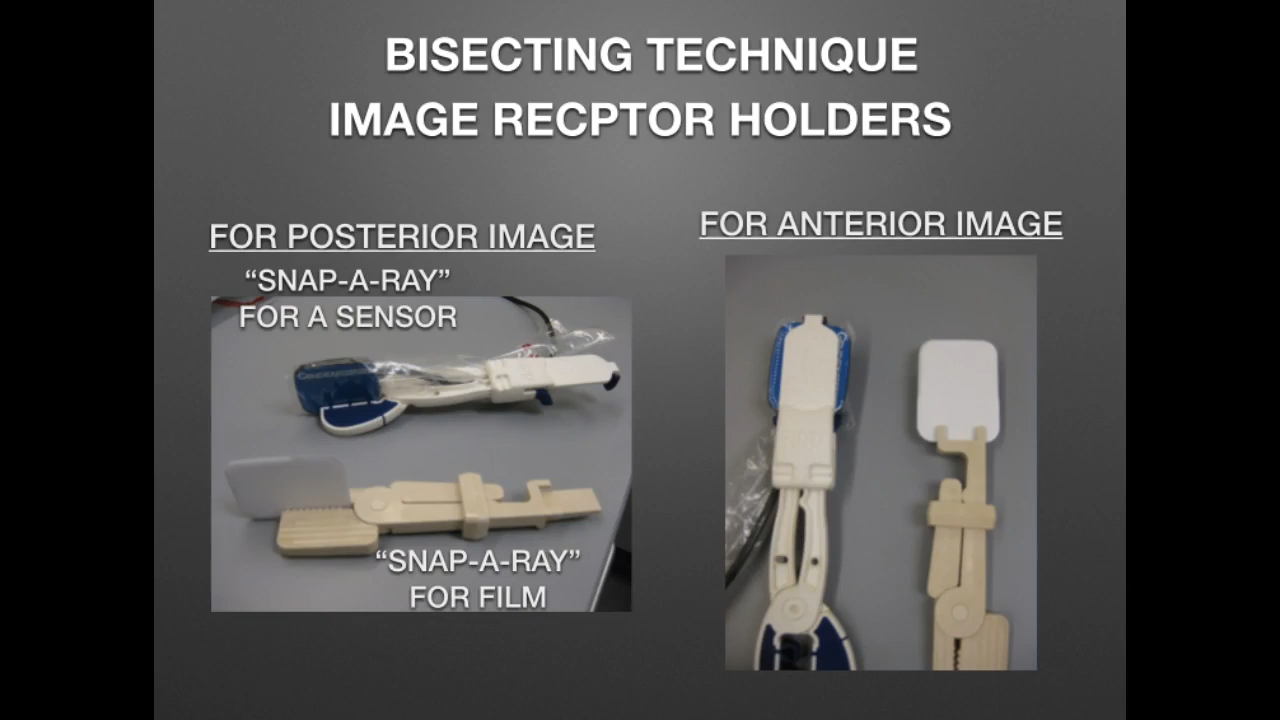 BISECTING TECHNIQUE
IMAGE RECPTOR HOLDERS
FOR POSTERIOR IMAGE
“SNAP-A-RAY”
FOR A SENSOR
“SNAP-A-RAY”
FOR FILM
FOR ANTERIOR IMAGE